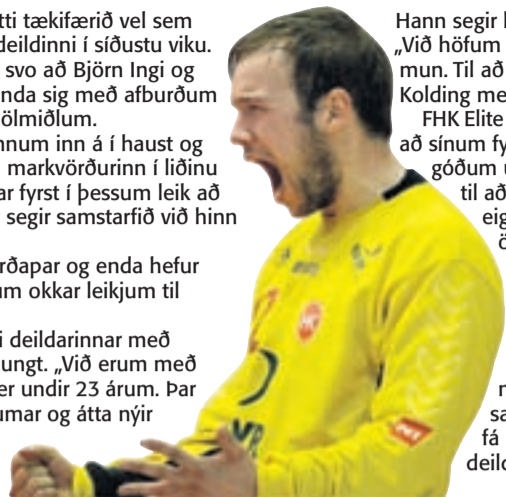 tti tækifærið vel sem
deildinni í síðustu viku.
svo að Björn Ingi og
nda sig með afburðum
ölmiðlum.
nnum inn á í haust og
markvörðurinn í liðinu
ar fyrst í þessum leik að
segir samstarfið við hinn
rðapar og enda hefur
um okkar leikjum til
i deildarinnar með
ungt. „Við erum með
er undir 23 árum. Þar
umar og átta nýir
Hann segir
„Við höfum
mun. Til að
Kolding me
FHK Elite
að sínum fy
góðum
til að
eig
sa
fá
deild